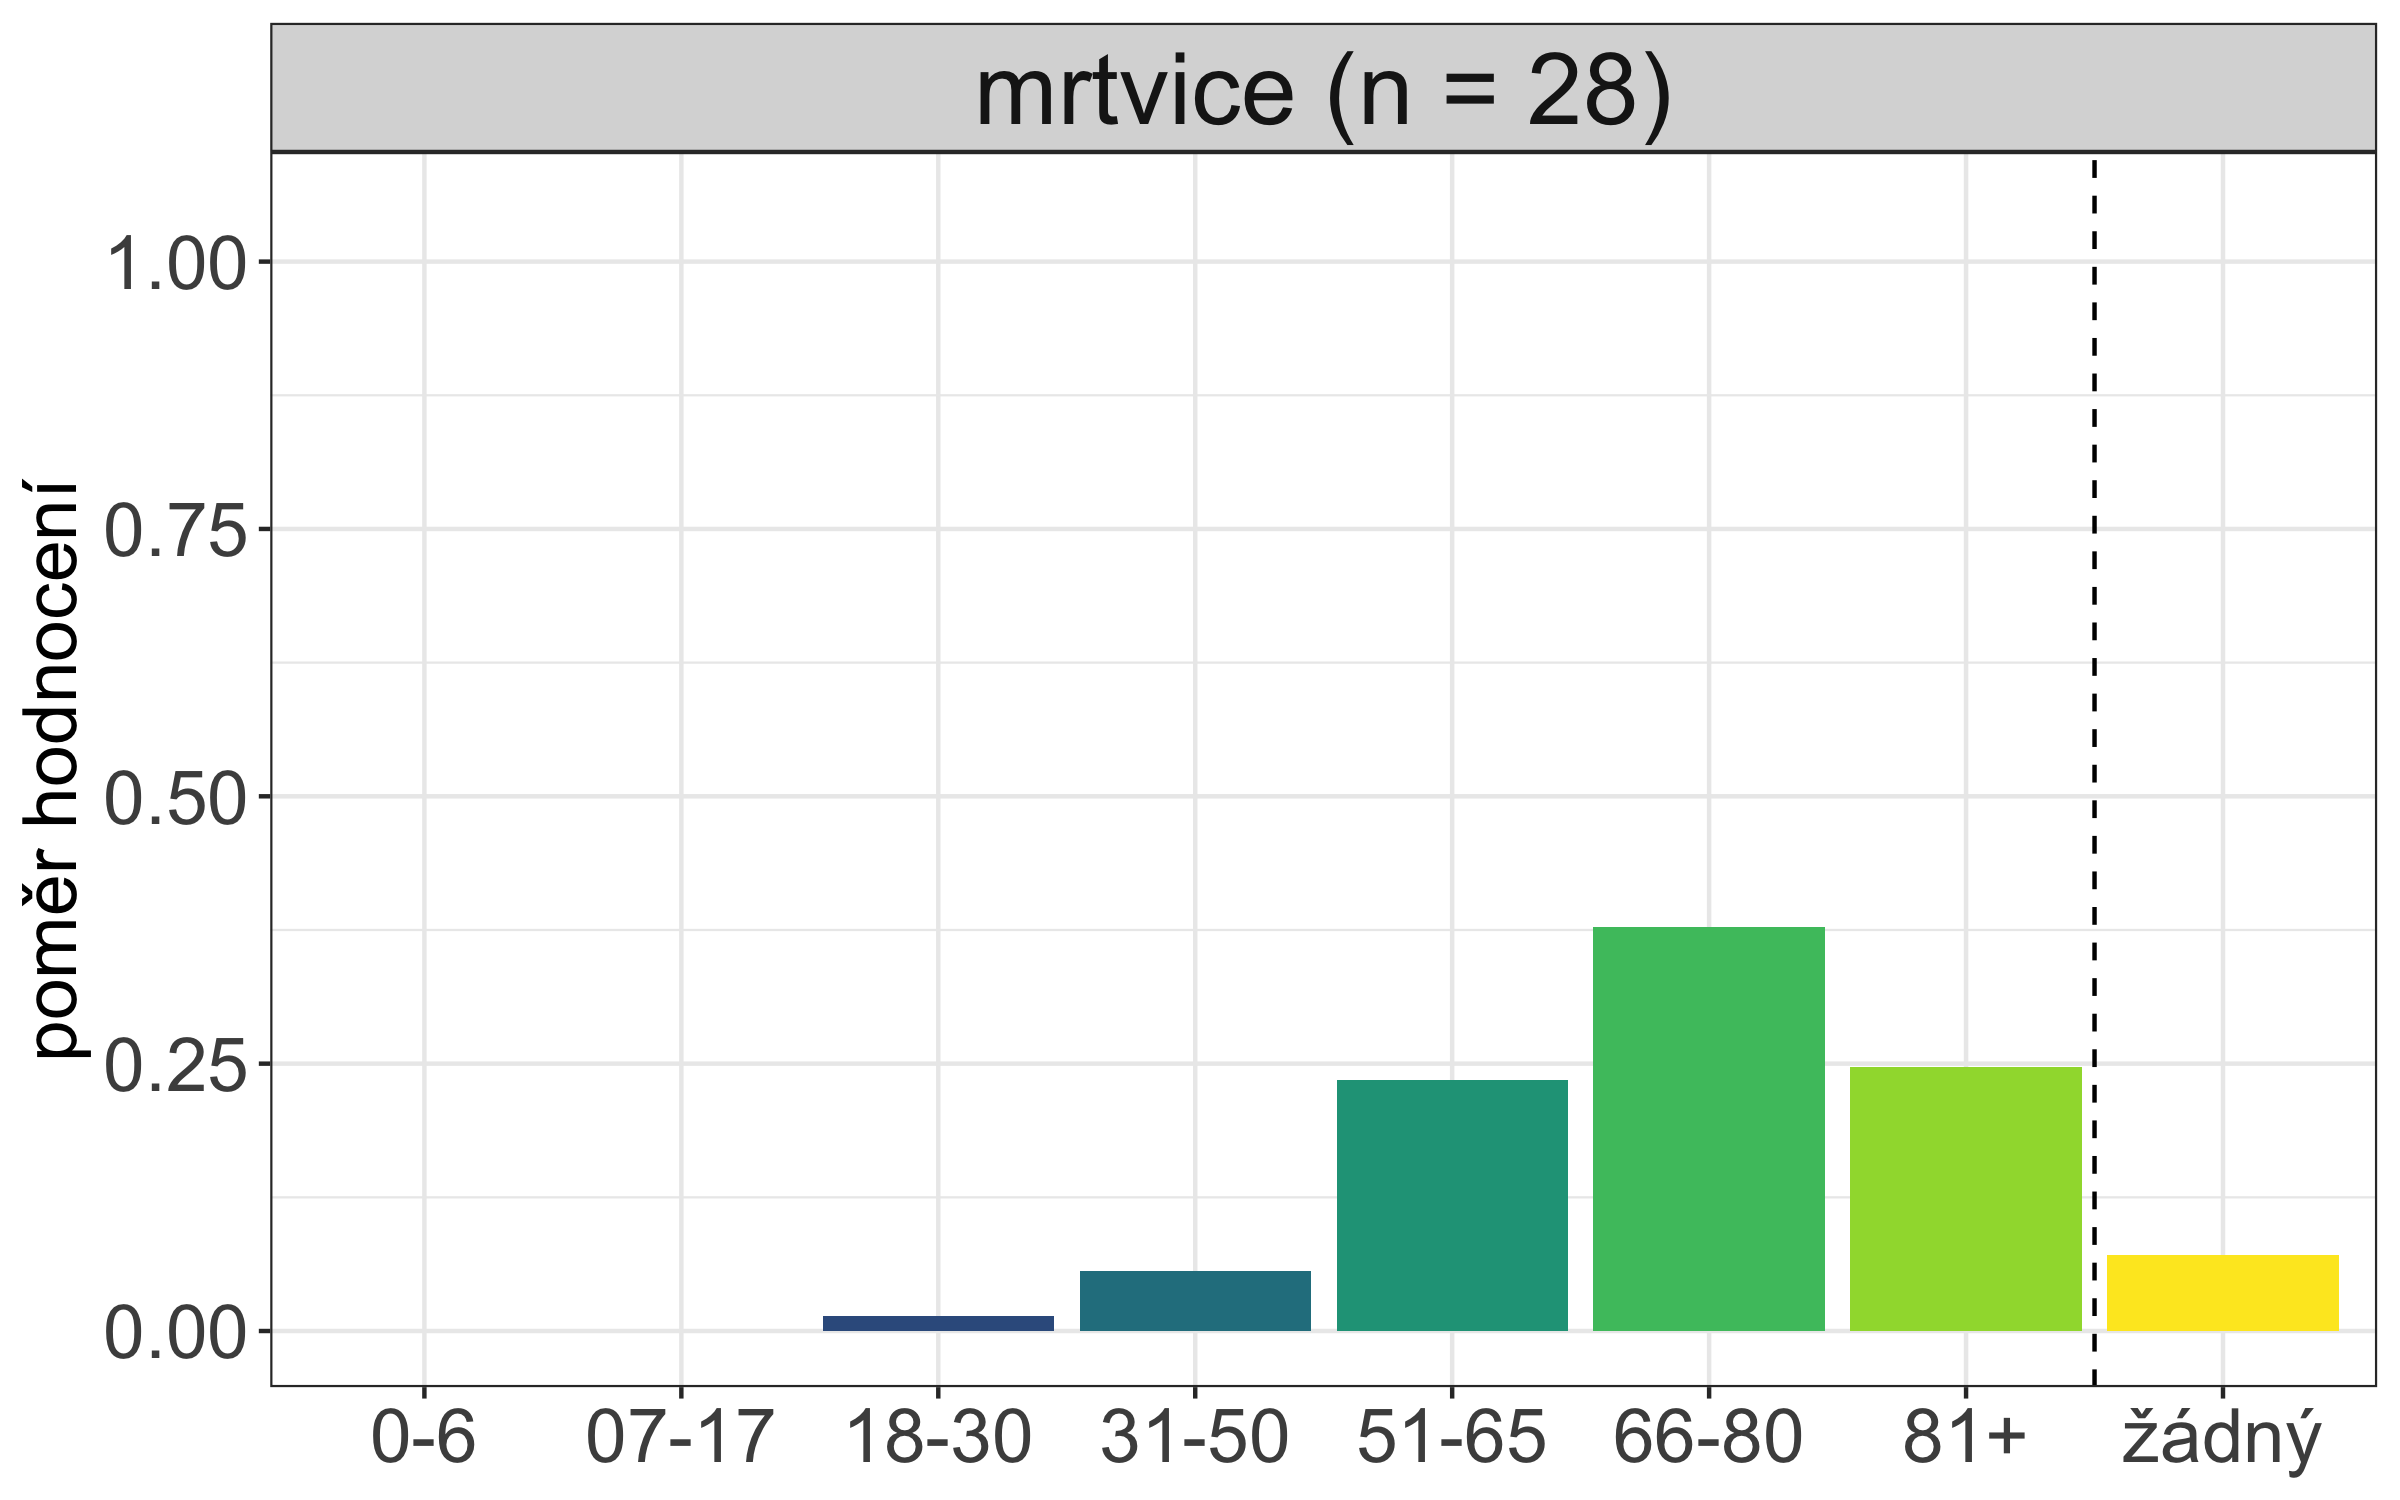 mrtvice (n = 28)
poměr hodnocení
1.00
0.75
0.50
0.25
0.00
0-6 07-17 18-30 31-50 51-65 66-80 81+ žádný